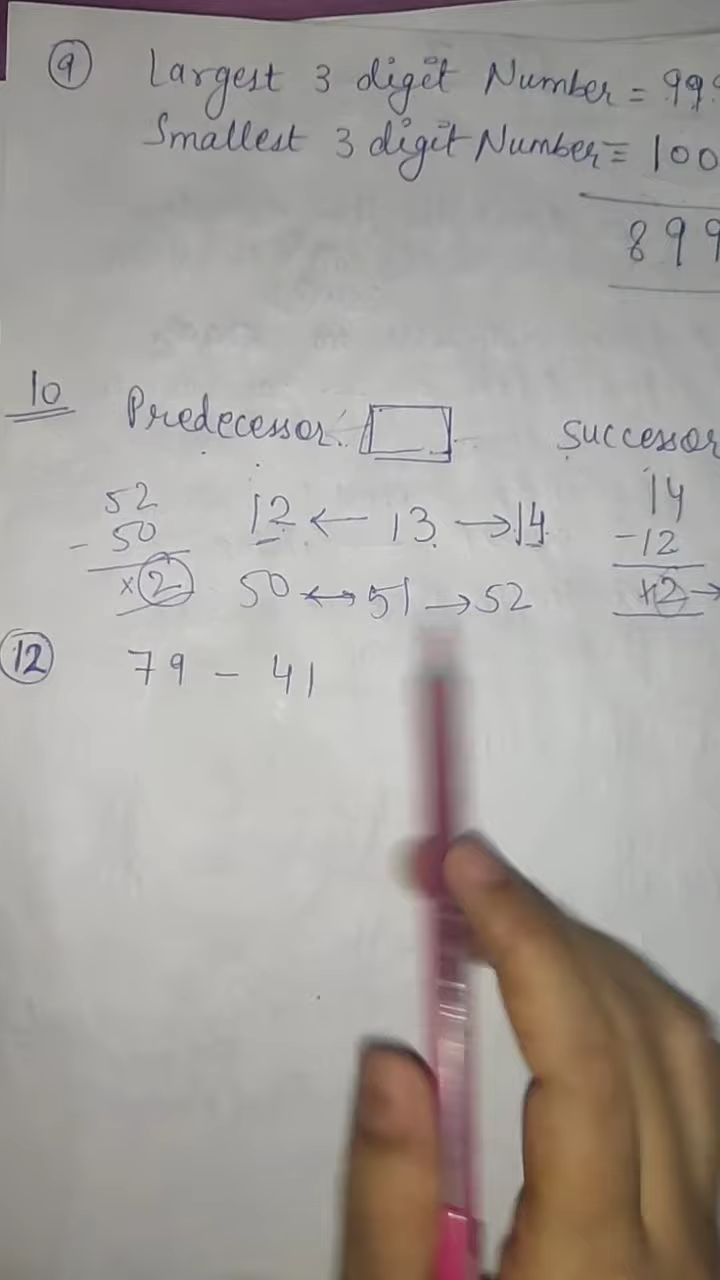 9 Largest 3 digit Number = 999
Smallest 3 digit Number = 100
899
10 Predecessor Successor
52 14
- 50 12 ← 13 → 14 - 12
×2 50 ↔ 51 → 52 ×2 →
12 79 - 41